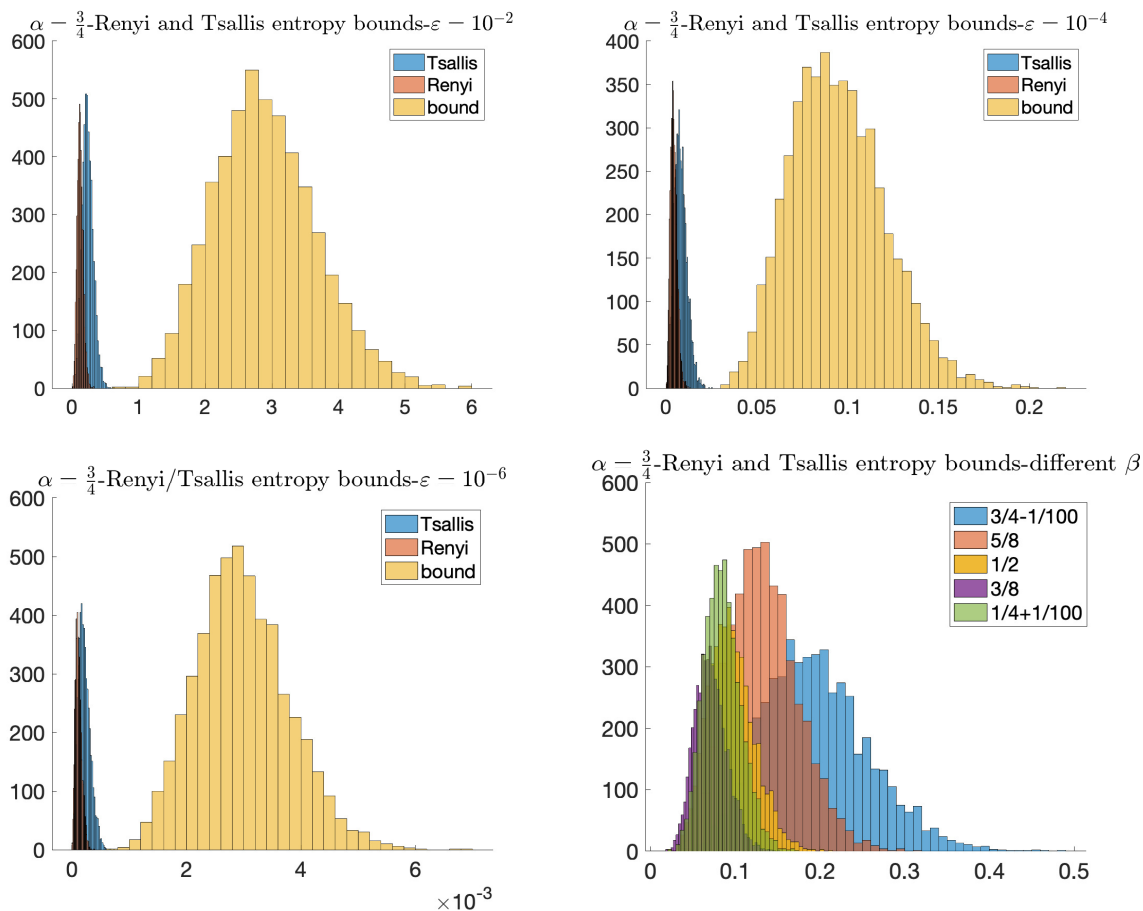 α − 3/4-Renyi and Tsallis entropy bounds-ε − 10⁻²
600
500
400
300
200
100
0
0 1 2 3 4 5 6
Tsallis
Renyi
bound
α − 3/4-Renyi and Tsallis entropy bounds-ε − 10⁻⁴
400
350
300
250
200
150
100
50
0
0 0.05 0.1 0.15 0.2
Tsallis
Renyi
bound
α − 3/4-Renyi/Tsallis entropy bounds-ε − 10⁻⁶
600
500
400
300
200
100
0
0 2 4 6
×10⁻³
Tsallis
Renyi
bound
α − 3/4-Renyi and Tsallis entropy bounds-different β
600
500
400
300
200
100
0
0 0.1 0.2 0.3 0.4 0.5
3/4-1/100
5/8
1/2
3/8
1/4+1/100